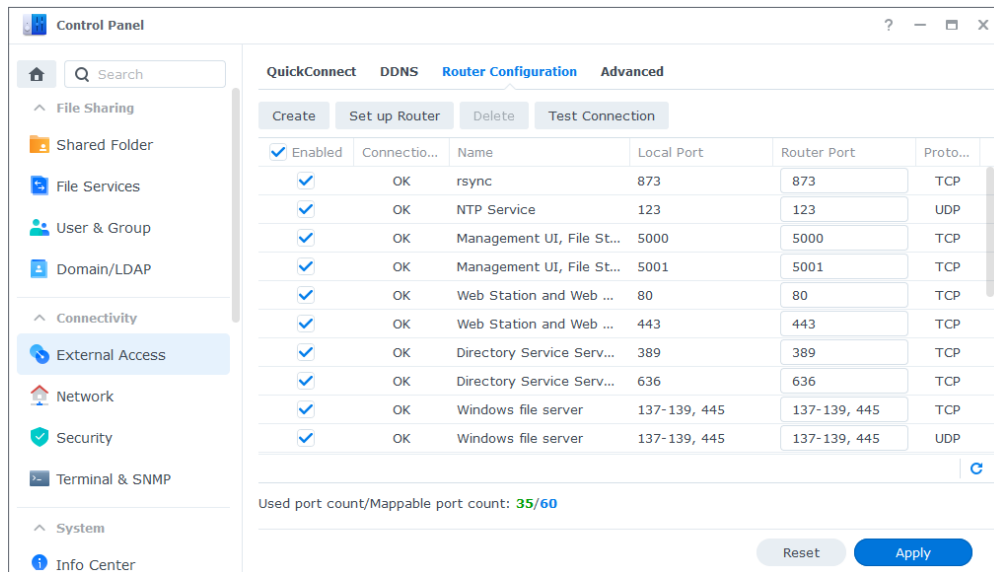 Control Panel
?
Search
QuickConnect DDNS Router Configuration Advanced
File Sharing
Create Set up Router Delete Test Connection
Shared Folder
File Services
User & Group
Domain/LDAP
Connectivity
External Access
Network
Security
Terminal & SNMP
System
Info Center
Enabled Connectio... Name Local Port Router Port Proto...
OK rsync 873 873 TCP
OK NTP Service 123 123 UDP
OK Management UI, File St... 5000 5000 TCP
OK Management UI, File St... 5001 5001 TCP
OK Web Station and Web ... 80 80 TCP
OK Web Station and Web ... 443 443 TCP
OK Directory Service Serv... 389 389 TCP
OK Directory Service Serv... 636 636 TCP
OK Windows file server 137-139, 445 137-139, 445 TCP
OK Windows file server 137-139, 445 137-139, 445 UDP
Used port count/Mappable port count: 35/60
Reset Apply